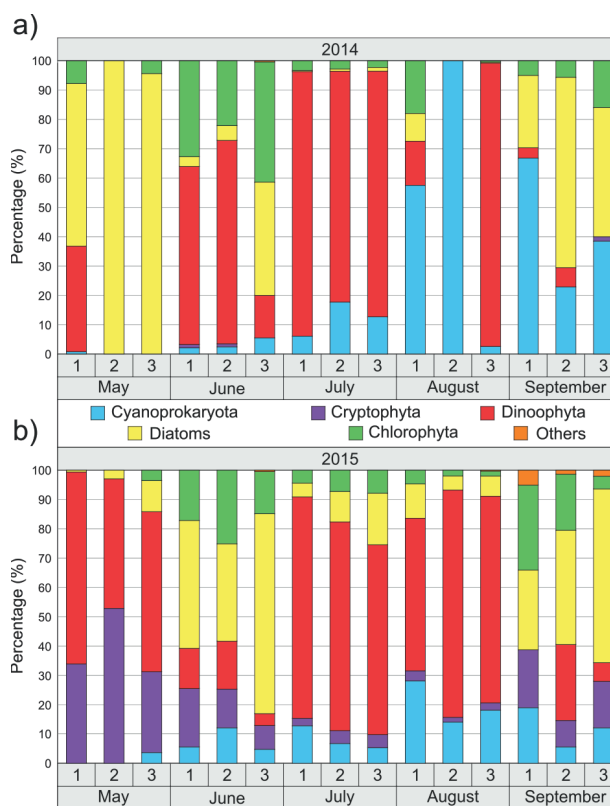 a)
2014
Percentage (%)
100
90
80
70
60
50
40
30
20
10
0
1 2 3 1 2 3 1 2 3 1 2 3 1 2 3
May June July August September
Cyanoprokaryota Cryptophyta Dinoophyta
Diatoms Chlorophyta Others
b)
2015
Percentage (%)
100
90
80
70
60
50
40
30
20
10
0
1 2 3 1 2 3 1 2 3 1 2 3 1 2 3
May June July August September